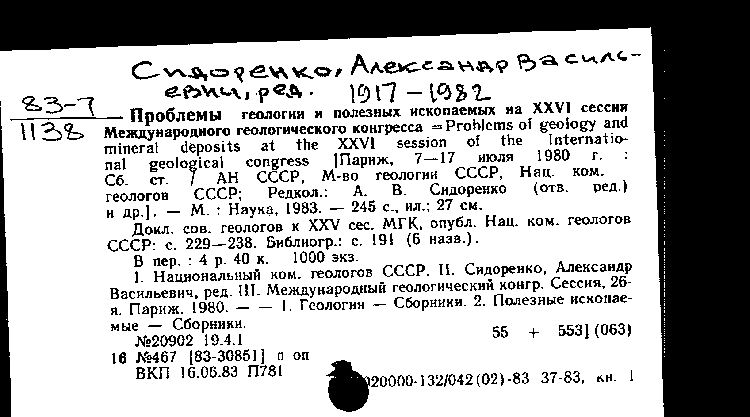 Сидоренко, Александр Василь-
евич, ред. 1917-1982
83-7
1138
Проблемы геологии и полезных ископаемых на XXVI сессии
Международного геологического конгресса = Problems of geology and
mineral deposits at the XXVI session of the Internatio-
nal geological congress [Париж, 7—17 июля 1980 г. :
Сб. ст. / АН СССР, М-во геологии СССР, Нац. ком.
геологов СССР; Редкол.: А. В. Сидоренко (отв. ред.)
и др.]. — М. : Наука, 1983. — 245 с., ил.; 27 см.
Докл. сов. геологов к XXV сес. МГК, опубл. Нац. ком. геологов
СССР: с. 229—238. Библиогр.: с. 191 (6 назв.).
В пер. : 4 р. 40 к. 1000 экз.
I. Национальный ком. геологов СССР. II. Сидоренко, Александр
Васильевич, ред. III. Международный геологический конгр. Сессия, 26-
я. Париж. 1980. — — 1. Геология — Сборники. 2. Полезные ископае-
мые — Сборники.
№20902 19.4.1 55 + 553] (063)
16 №467 [83-30851] п оп
ВКП 16.06.83 П781
20000-132/042(02)-83 37-83, кн. 1